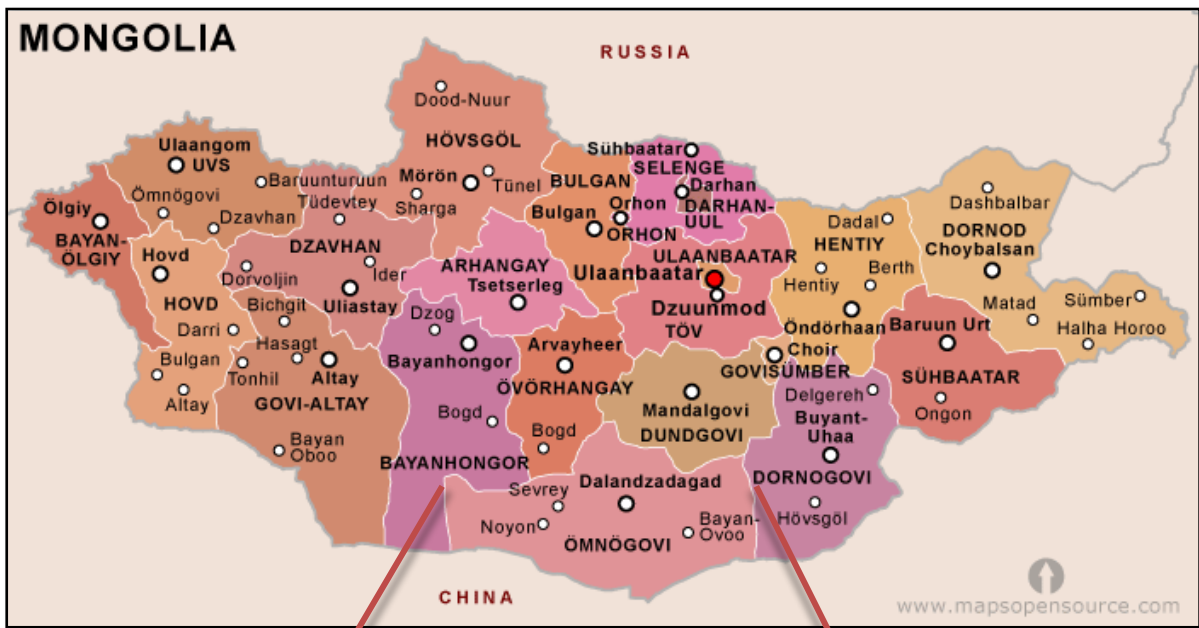 MONGOLIA
RUSSIA
CHINA
Dood-Nuur
HÖVSGÖL
Mörön
Tünel
Sharga
Ulaangom
UVS
Ömnögovi
Baruunturuun
Dzavhan
Ölgiy
BAYAN-
ÖLGIY
Hovd
HOVD
Darri
Bulgan
Altay
Tüdevtey
DZAVHAN
Dorvoljin
Ider
Uliastay
Bichgit
Hasagt
Tonhil
Altay
GOVI-ALTAY
Bayan
Oboo
ARHANGAY
Tsetserleg
Dzog
Bayanhongor
Bogd
BAYANHONGOR
Arvayheer
ÖVÖRHANGAY
Bogd
BULGAN
Bulgan
Orhon
ORHON
Sühbaatar
SELENGE
Darhan
DARHAN-
UUL
ULAANBAATAR
Ulaanbaatar
Dzuunmod
TÖV
Dadal
HENTIY
Berth
Hentiy
Öndörhaan
Choir
GOVISUMBER
Dashbalbar
DORNOD
Choybalsan
Matad
Sümber
Halha Horoo
Baruun Urt
SÜHBAATAR
Ongon
Mandalgovi
DUNDGOVI
Delgereh
Buyant-
Uhaa
DORNOGOVI
Hövsgöl
Dalandzadagad
Sevrey
Noyon
ÖMNÖGOVI
Bayan-
Ovoo
www.mapsopensource.com